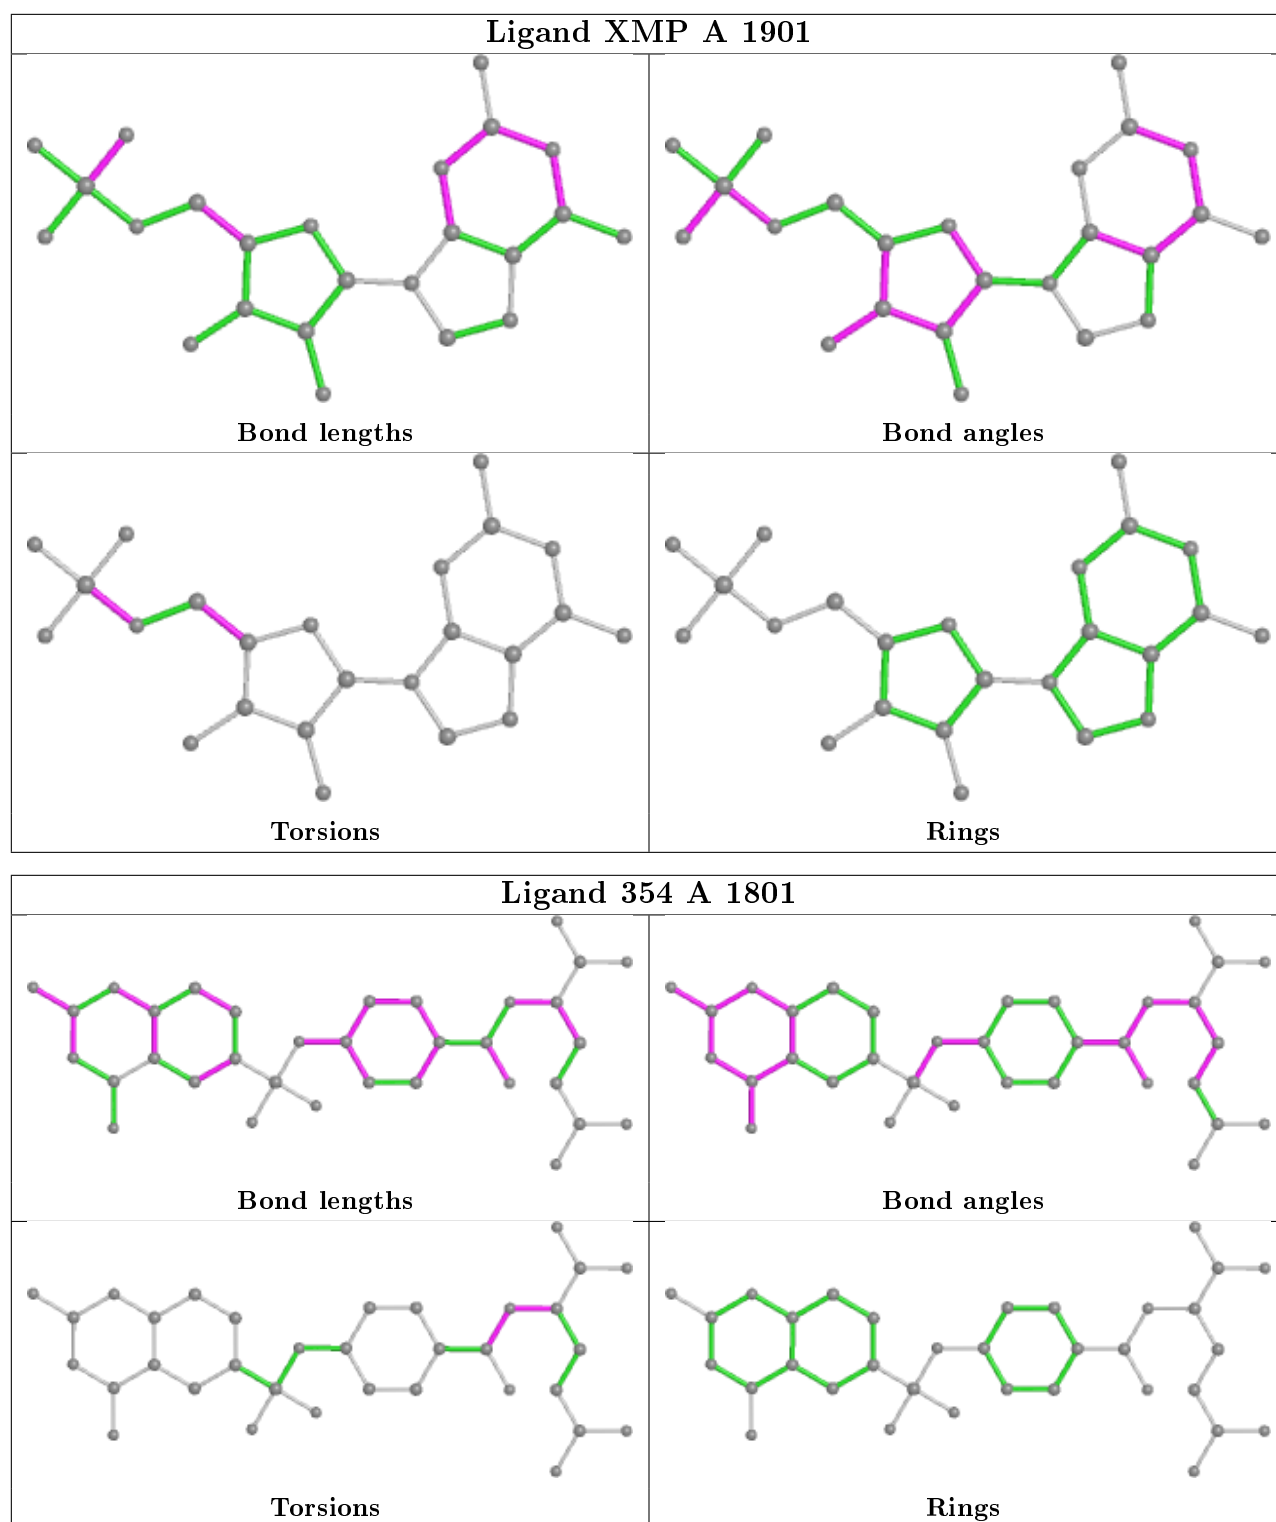 Ligand XMP A 1901
Bond lengths
Bond angles
Torsions
Rings
Ligand 354 A 1801
Bond lengths
Bond angles
Torsions
Rings